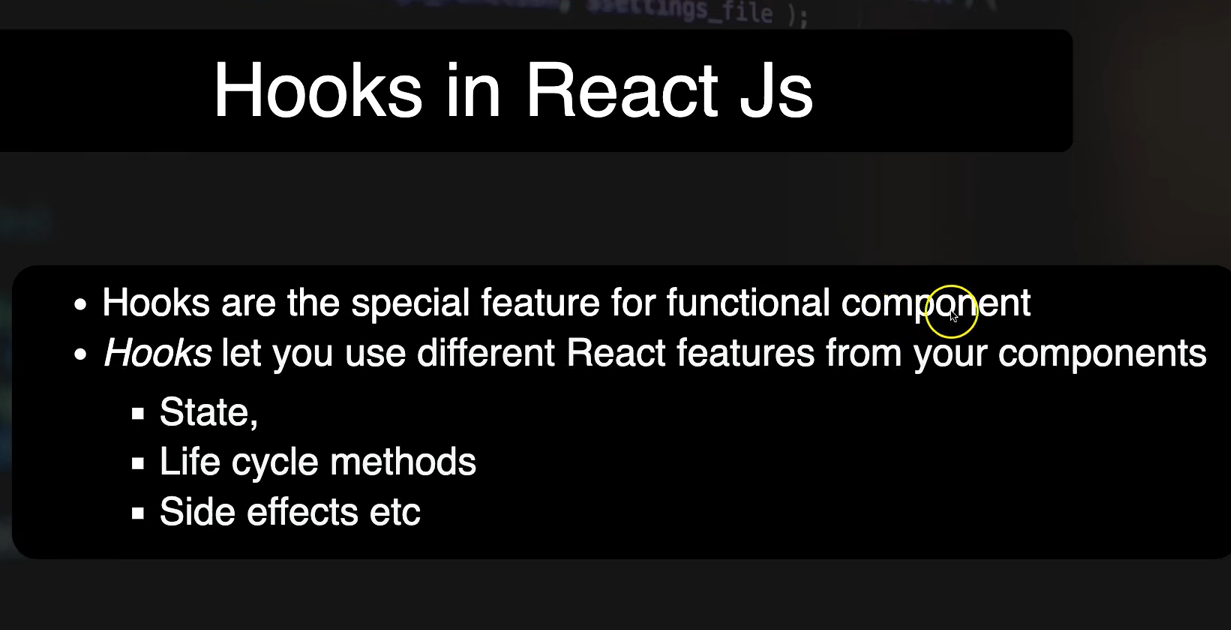 settings_file );
Hooks in React Js
Hooks are the special feature for functional component
Hooks let you use different React features from your components
State,
Life cycle methods
Side effects etc